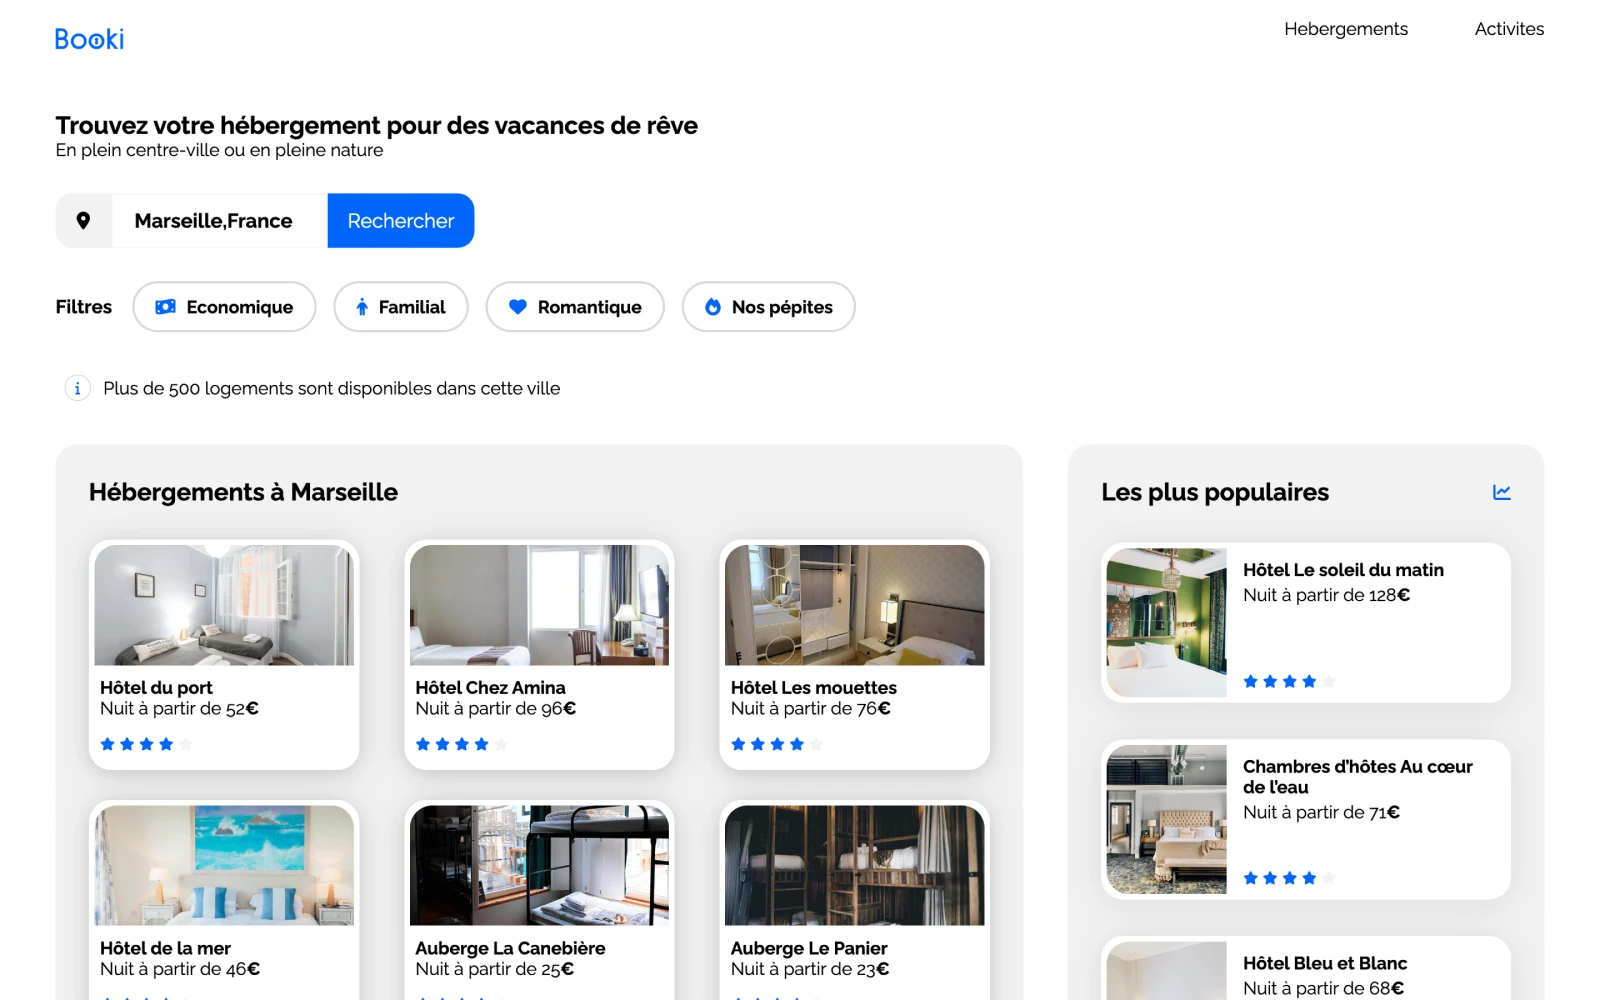 Booki
Hebergements
Activites
Trouvez votre hébergement pour des vacances de rêve
En plein centre-ville ou en pleine nature
Marseille,France
Rechercher
Filtres
Economique
Familial
Romantique
Nos pépites
Plus de 500 logements sont disponibles dans cette ville
Hébergements à Marseille
Hôtel du port
Nuit à partir de 52€
Hôtel Chez Amina
Nuit à partir de 96€
Hôtel Les mouettes
Nuit à partir de 76€
Hôtel de la mer
Nuit à partir de 46€
Auberge La Canebière
Nuit à partir de 25€
Auberge Le Panier
Nuit à partir de 23€
Les plus populaires
Hôtel Le soleil du matin
Nuit à partir de 128€
Chambres d'hôtes Au cœur
de l'eau
Nuit à partir de 71€
Hôtel Bleu et Blanc
Nuit à partir de 68€